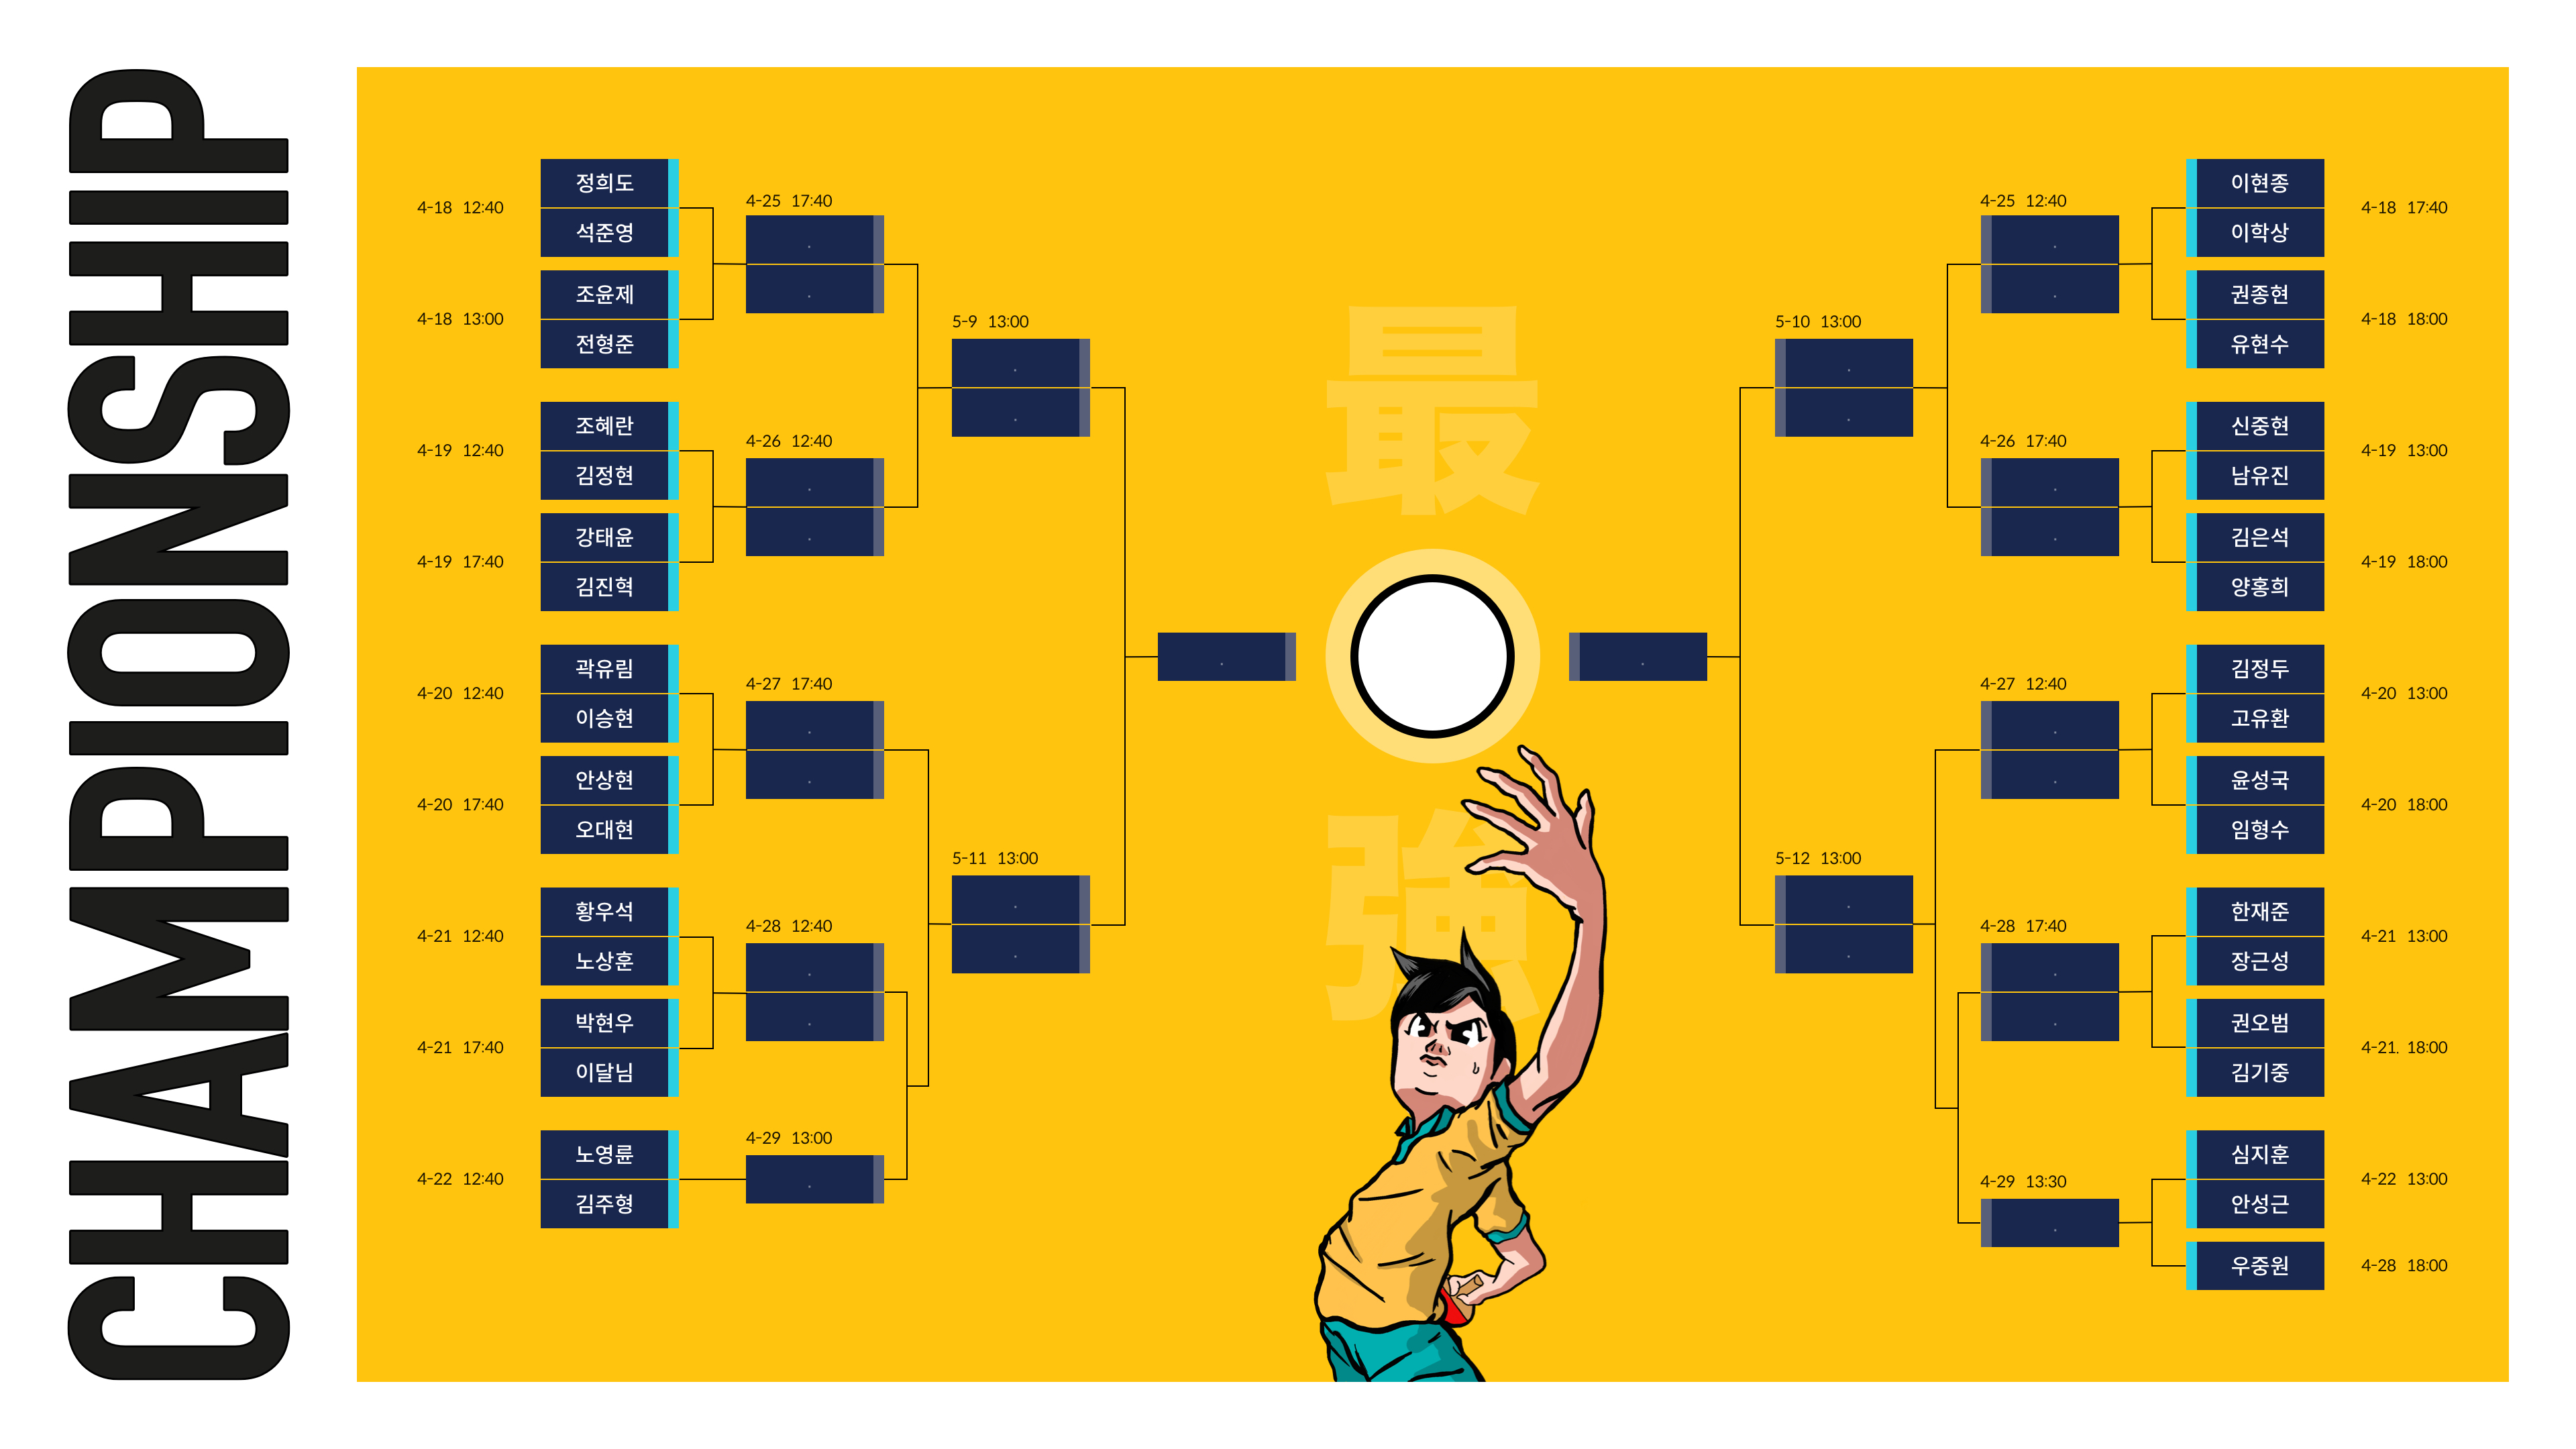 CHAMPIONSHIP
4-18 12:40
정희도
석준영
4-18 13:00
조윤제
전형준
4-19 12:40
조혜란
김정현
4-19 17:40
강태윤
김진혁
4-20 12:40
곽유림
이승현
4-20 17:40
안상현
오대현
4-21 12:40
황우석
노상훈
4-21 17:40
박현우
이달님
4-22 12:40
노영륜
김주형
4-25 17:40
4-26 12:40
4-27 17:40
4-28 12:40
4-29 13:00
5-9 13:00
5-11 13:00
最
強
5-10 13:00
5-12 13:00
4-25 12:40
4-26 17:40
4-27 12:40
4-28 17:40
4-29 13:30
이현종
이학상
4-18 17:40
권종현
유현수
4-18 18:00
신중현
남유진
4-19 13:00
김은석
양홍희
4-19 18:00
김정두
고유환
4-20 13:00
윤성국
임형수
4-20 18:00
한재준
장근성
4-21 13:00
권오범
김기중
4-21. 18:00
심지훈
안성근
4-22 13:00
우중원
4-28 18:00